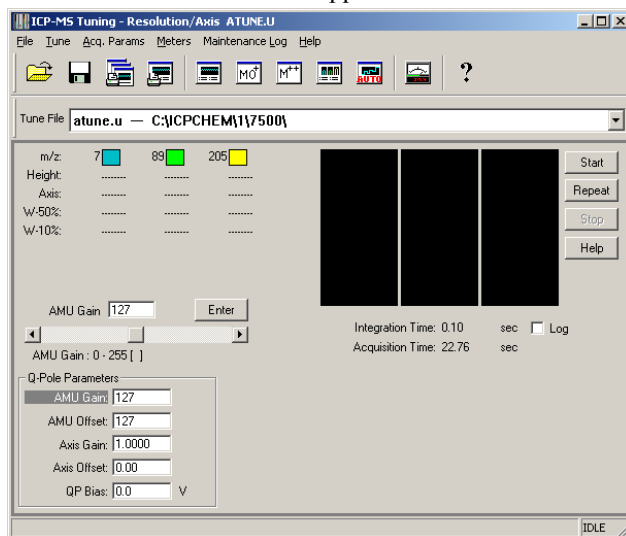 ICP-MS Tuning - Resolution/Axis ATUNE.U
File Tune Acq. Params Meters Maintenance Log Help
M0+ M++ AUTO ?
Tune File atune.u — C:\ICPCHEM\1\7500\
m/z: 7 89 205
Height: -------- -------- --------
Axis: -------- -------- --------
W-50%: -------- -------- --------
W-10%: -------- -------- --------
Start
Repeat
Stop
Help
AMU Gain 127 Enter
AMU Gain : 0 - 255 [ ]
Integration Time: 0.10 sec Log
Acquisition Time: 22.76 sec
Q-Pole Parameters
AMU Gain: 127
AMU Offset: 127
Axis Gain: 1.0000
Axis Offset: 0.00
QP Bias: 0.0 V
IDLE